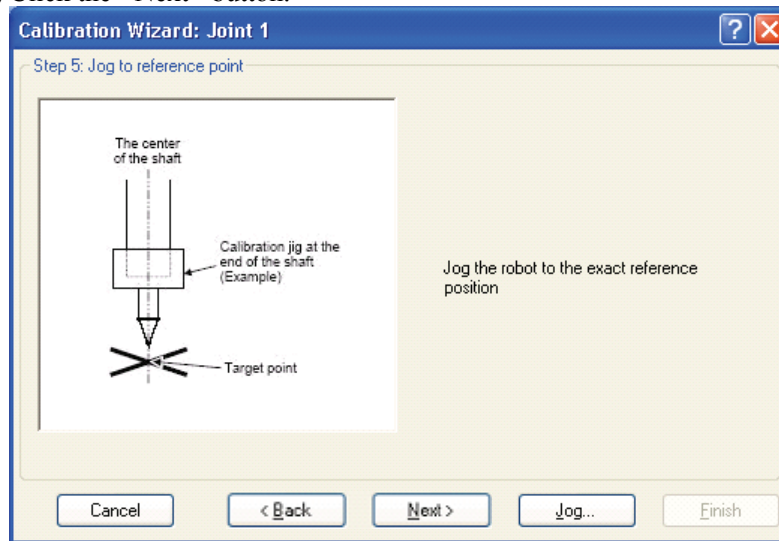 Click the "Next" button.
Calibration Wizard: Joint 1
Step 5: Jog to reference point
The center
of the shaft
Calibration jig at the
end of the shaft
(Example)
Target point
Jog the robot to the exact reference
position
Cancel
< Back
Next >
Jog...
Finish